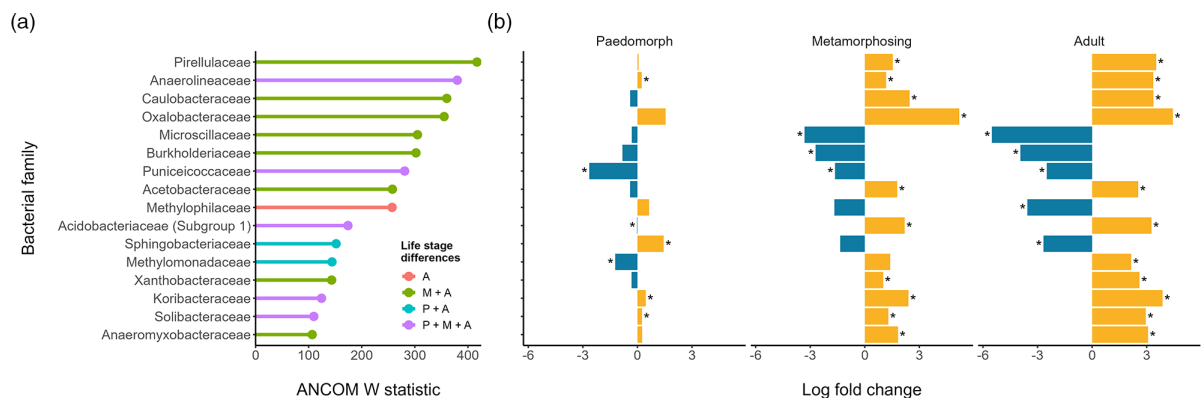 (a)
(b)
Bacterial family
Pirellulaceae
Anaerolineaceae
Caulobacteraceae
Oxalobacteraceae
Microscillaceae
Burkholderiaceae
Puniceicoccaceae
Acetobacteraceae
Methylophilaceae
Acidobacteriaceae (Subgroup 1)
Sphingobacteriaceae
Methylomonadaceae
Xanthobacteraceae
Koribacteraceae
Solibacteraceae
Anaeromyxobacteraceae
Life stage
differences
A
M + A
P + A
P + M + A
0 100 200 300 400
ANCOM W statistic
Paedomorph Metamorphosing Adult
* * *
* * *
* *
* *
* *
* *
* * *
* *
*
* * *
* *
* *
* *
* * *
* * *
* *
-6 -3 0 3 -6 -3 0 3 -6 -3 0 3
Log fold change